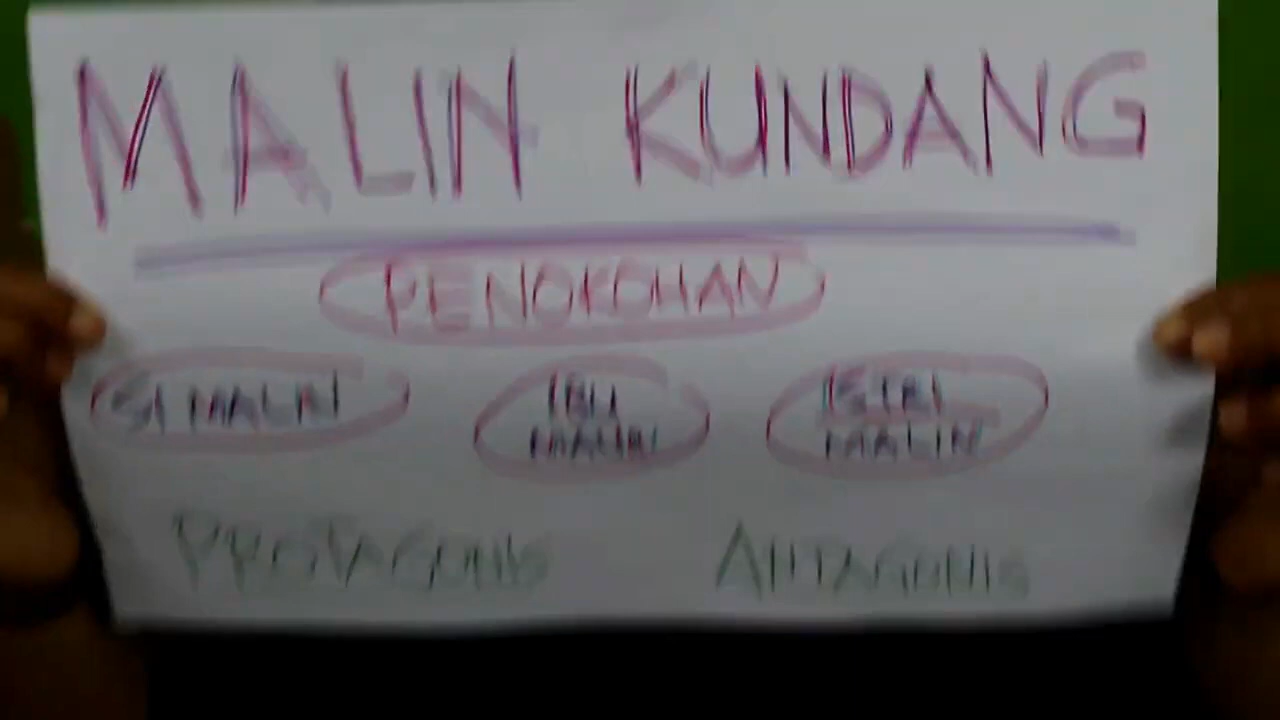 MALIN KUNDANG
PENOKOHAN
SI MALIN
IBU
MALIN
ISTRI
MALIN
PROTAGONIS ANTAGONIS